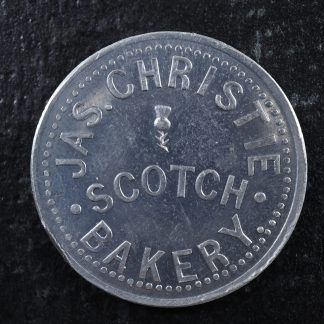 JAS. CHRISTIE
SCOTCH
BAKERY.